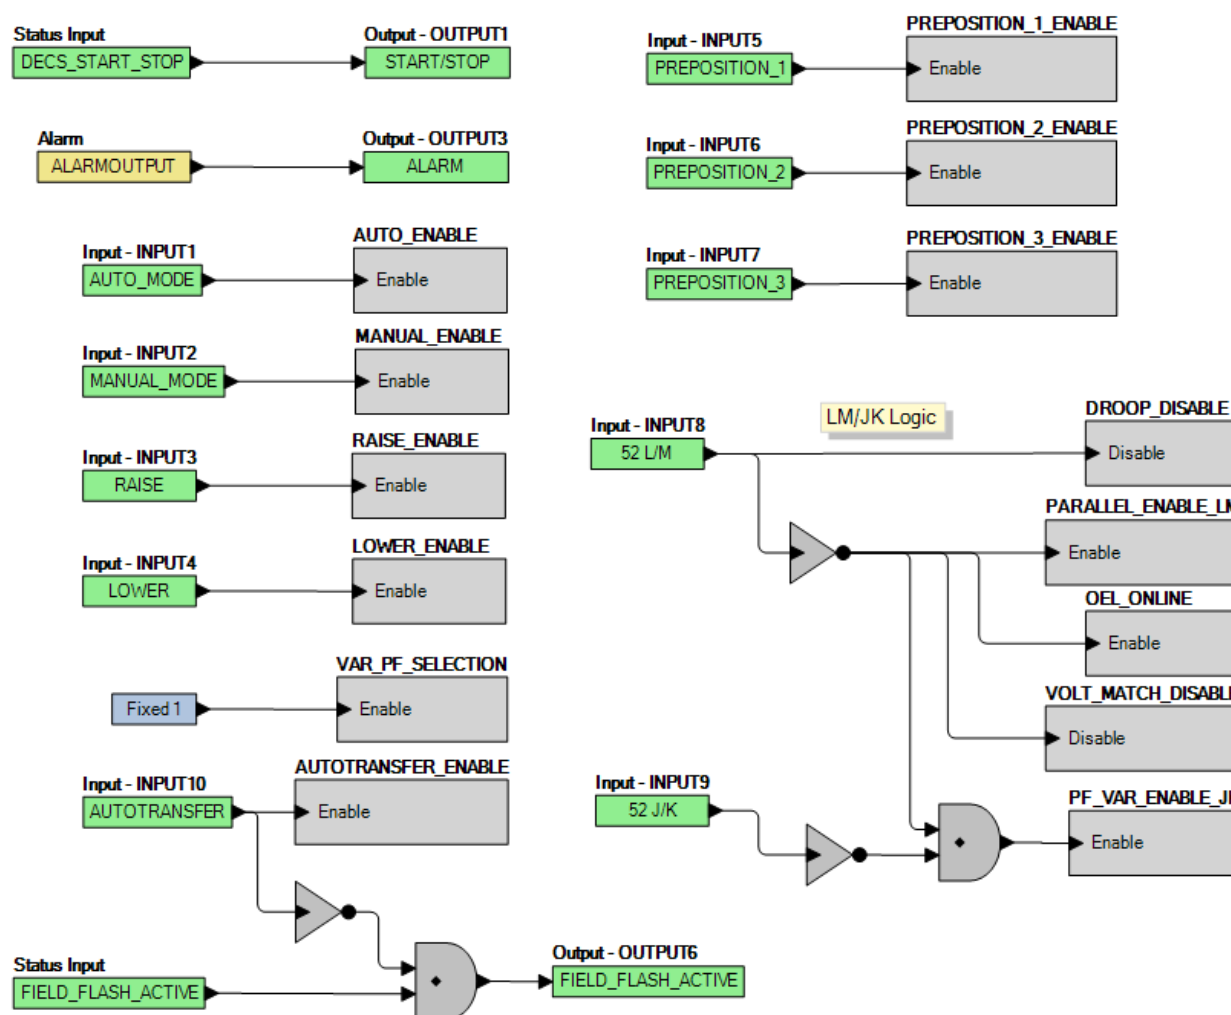 Status Input
DECS_START_STOP
Output - OUTPUT1
START/STOP
Alarm
ALARMOUTPUT
Output - OUTPUT3
ALARM
Input - INPUT1
AUTO_MODE
AUTO_ENABLE
Enable
Input - INPUT2
MANUAL_MODE
MANUAL_ENABLE
Enable
Input - INPUT3
RAISE
RAISE_ENABLE
Enable
Input - INPUT4
LOWER
LOWER_ENABLE
Enable
Fixed 1
VAR_PF_SELECTION
Enable
Input - INPUT10
AUTOTRANSFER
AUTOTRANSFER_ENABLE
Enable
Status Input
FIELD_FLASH_ACTIVE
Output - OUTPUT6
FIELD_FLASH_ACTIVE
Input - INPUT5
PREPOSITION_1
PREPOSITION_1_ENABLE
Enable
Input - INPUT6
PREPOSITION_2
PREPOSITION_2_ENABLE
Enable
Input - INPUT7
PREPOSITION_3
PREPOSITION_3_ENABLE
Enable
LM/JK Logic
Input - INPUT8
52 L/M
DROOP_DISABLE
Disable
PARALLEL_ENABLE_LM
Enable
OEL_ONLINE
Enable
VOLT_MATCH_DISABLE
Disable
Input - INPUT9
52 J/K
PF_VAR_ENABLE_J
Enable